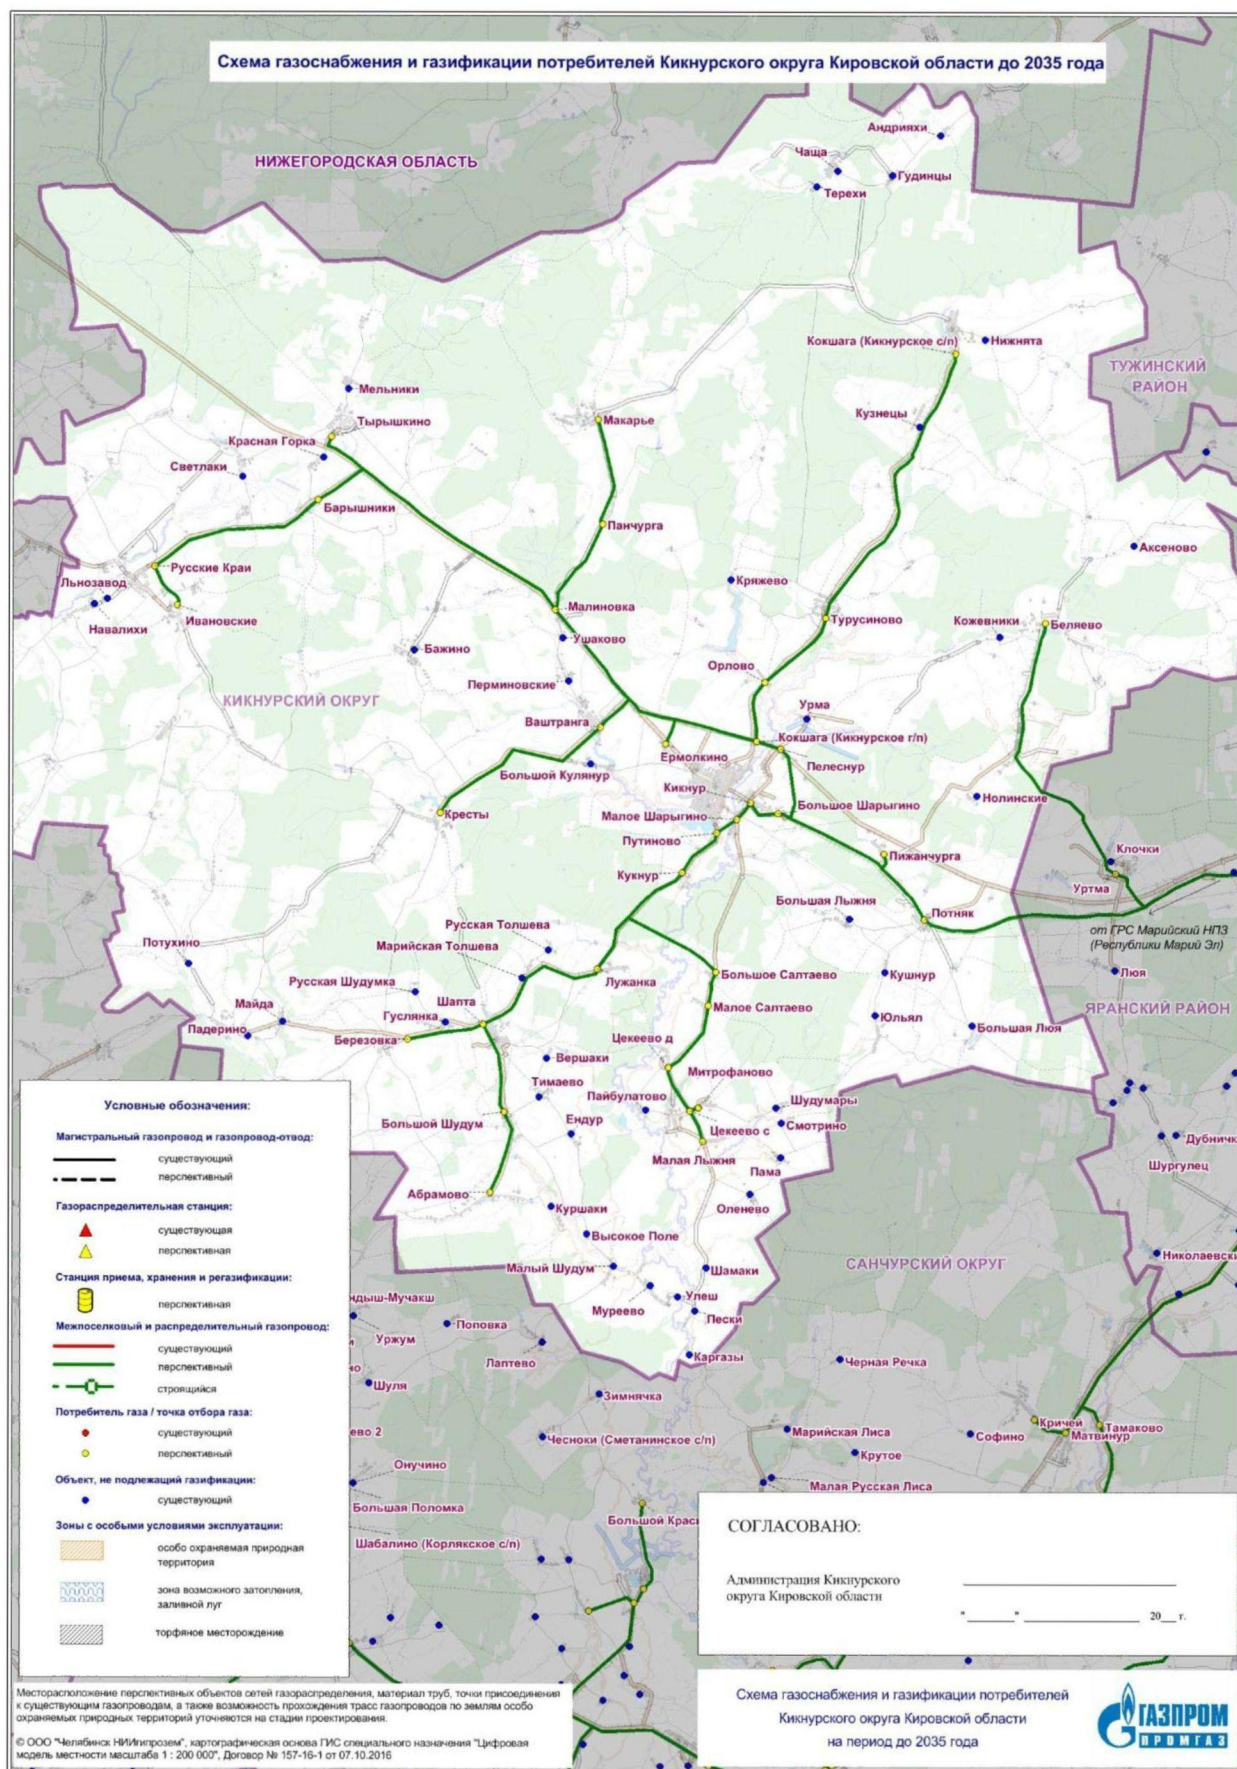 Схема газоснабжения и газификации потребителей Кикнурского округа Кировской области до 2035 года
Андрияхи
НИЖЕГОРОДСКАЯ ОБЛАСТЬ
Чаща
Гудинцы
Терехи
Кокшага (Кикнурское с/п)
Нижнята
ТУЖИНСКИЙ
РАЙОН
Мельники
Тырышкино
Макарье
Кузнецы
Красная Горка
Светлаки
Барышники
Панчурга
Аксеново
Русские Краи
Льнозавод
Кряжево
Навалихи
Ивановские
Малиновка
Турусиново
Кожевники
Беляево
Ушаково
Бажино
Орлово
Перминовские
КИКНУРСКИЙ ОКРУГ
Урма
Ваштранга
Кокшага (Кикнурское г/п)
Ермолкино
Пелеснур
Большой Кулянур
Кикнур
Нолинские
Кресты
Большое Шарыгино
Малое Шарыгино
Путиново
Пижанчурга
Клочки
Кукнур
Уртма
Большая Лыжня
Потняк
Русская Толшева
от ГРС Марийский НПЗ
(Республики Марий Эл)
Марийская Толшева
Потухино
Лужанка
Большое Салтаево
Кушнур
Люя
Русская Шудумка
Майда
Шапта
Малое Салтаево
Гуслянка
Юльял
Большая Люя
ЯРАНСКИЙ РАЙОН
Падерино
Березовка
Цекеево д
Вершаки
Митрофаново
Тимаево
Пайбулатово
Шудумары
Большой Шудум
Ендур
Цекеево с
Смотрино
Дубничк
Малая Лыжня
Пама
Шургулец
Абрамово
Куршаки
Оленево
Высокое Поле
Николаевски
Малый Шудум
Шамаки
САНЧУРСКИЙ ОКРУГ
Муреево
Улеш
Пески
Каргазы
ндыш-Мучакш
Уржум
Поповка
Лаптево
Черная Речка
но
Шуля
Зимнячка
Кричей
Тамаково
ево 2
Чесноки (Сметанинское с/п)
Марийская Лиса
Софино
Матвинур
Крутое
Онучино
Малая Русская Лиса
Большая Поломка
Большой Красн
Шабалино (Корлякское с/п)
Условные обозначения:
Магистральный газопровод и газопровод-отвод:
существующий
перспективный
Газораспределительная станция:
существующая
перспективная
Станция приема, хранения и регазификации:
перспективная
Межпоселковый и распределительный газопровод:
существующий
перспективный
строящийся
Потребитель газа / точка отбора газа:
существующий
перспективный
Объект, не подлежащий газификации:
существующий
Зоны с особыми условиями эксплуатации:
особо охраняемая природная
территория
зона возможного затопления,
заливной луг
торфяное месторождение
СОГЛАСОВАНО:
Администрация Кикнурского
округа Кировской области
"______" ____________________ 20___ г.
Месторасположение перспективных объектов сетей газораспределения, материал труб, точки присоединения
к существующим газопроводам, а также возможность прохождения трасс газопроводов по землям особо
охраняемых природных территорий уточняются на стадии проектирования.
© ООО "Челябинск НИИгипрозем", картографическая основа ГИС специального назначения "Цифровая
модель местности масштаба 1 : 200 000", Договор № 157-16-1 от 07.10.2016
Схема газоснабжения и газификации потребителей
Кикнурского округа Кировской области
на период до 2035 года
ГАЗПРОМ
ПРОМГАЗ